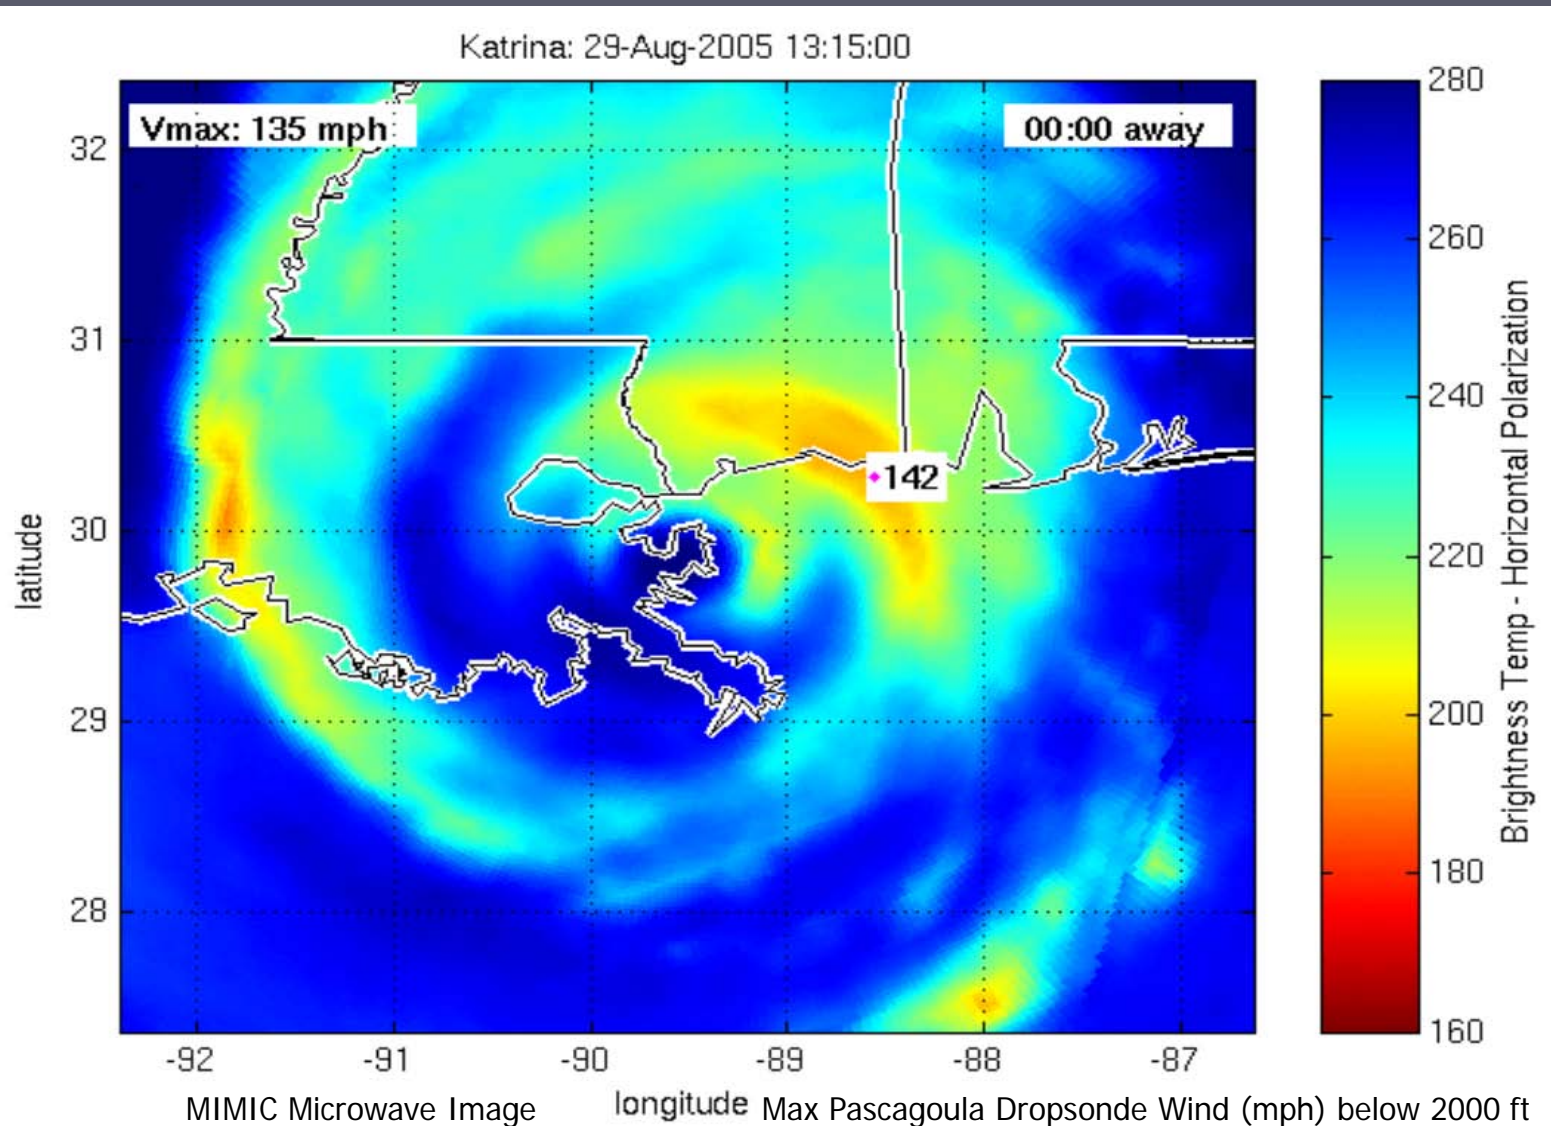 Katrina: 29-Aug-2005 13:15:00
Vmax: 135 mph
00:00 away
142
32
31
30
29
28
latitude
-92 -91 -90 -89 -88 -87
longitude
280
260
240
220
200
180
160
Brightness Temp - Horizontal Polarization
MIMIC Microwave Image
Max Pascagoula Dropsonde Wind (mph) below 2000 ft